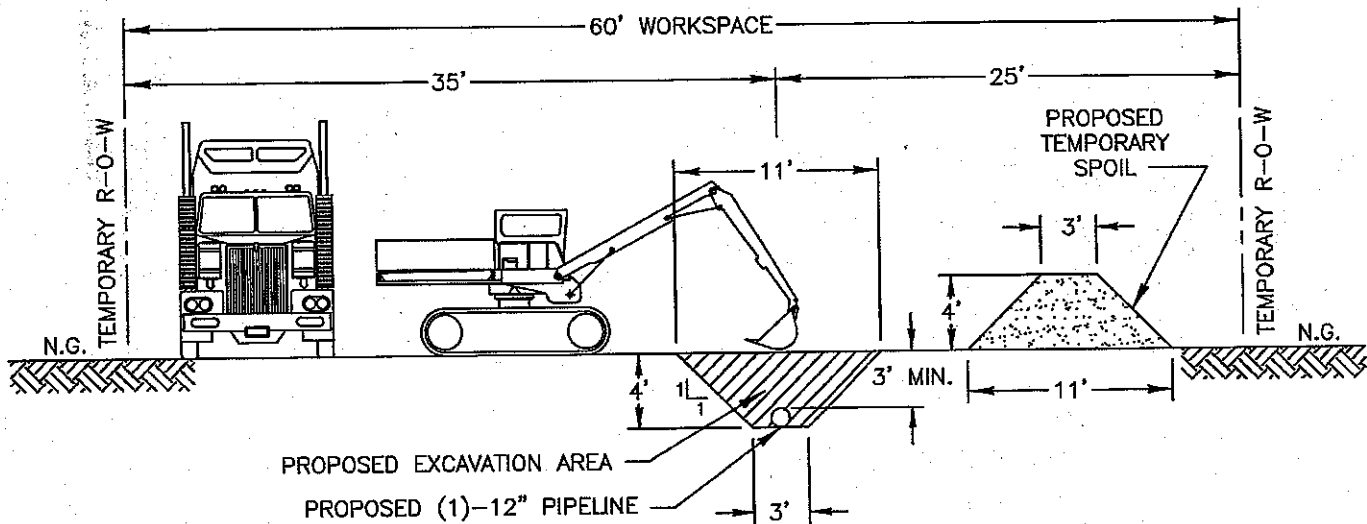 60' WORKSPACE
35'
25'
TEMPORARY R-O-W
PROPOSED
TEMPORARY
SPOIL
TEMPORARY R-O-W
11'
3'
4'
N.G.
N.G.
4'
1
1
3' MIN.
11'
PROPOSED EXCAVATION AREA
PROPOSED (1)-12" PIPELINE
3'